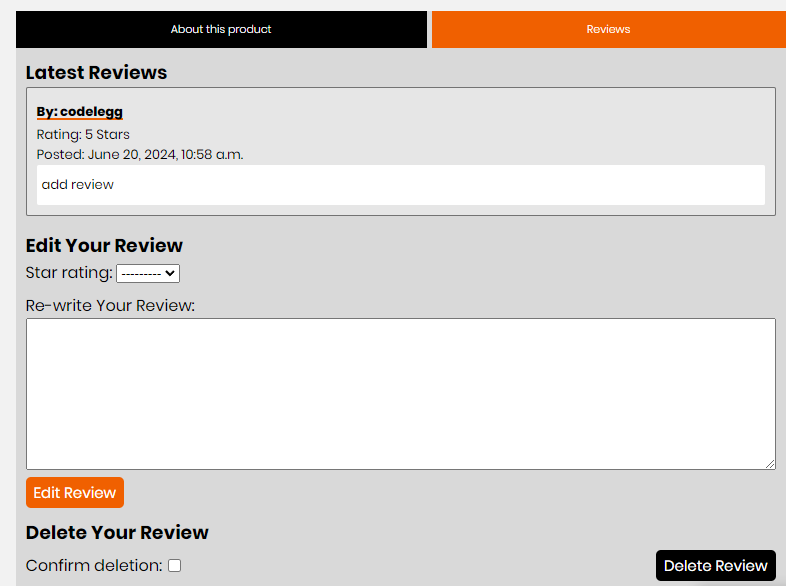 About this product
Reviews
Latest Reviews
By: codelegg
Rating: 5 Stars
Posted: June 20, 2024, 10:58 a.m.
add review
Edit Your Review
Star rating: ---------
Re-write Your Review:
Edit Review
Delete Your Review
Confirm deletion:
Delete Review